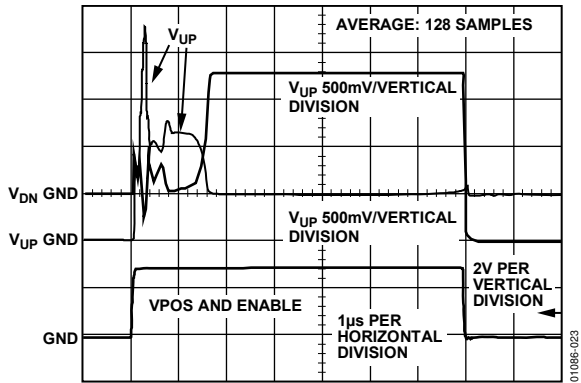 AVERAGE: 128 SAMPLES
VUP
VUP 500mV/VERTICAL
DIVISION
VDN GND
VUP GND
VUP 500mV/VERTICAL
DIVISION
2V PER
VERTICAL
DIVISION
VPOS AND ENABLE
1µs PER
HORIZONTAL
DIVISION
GND
01086-023